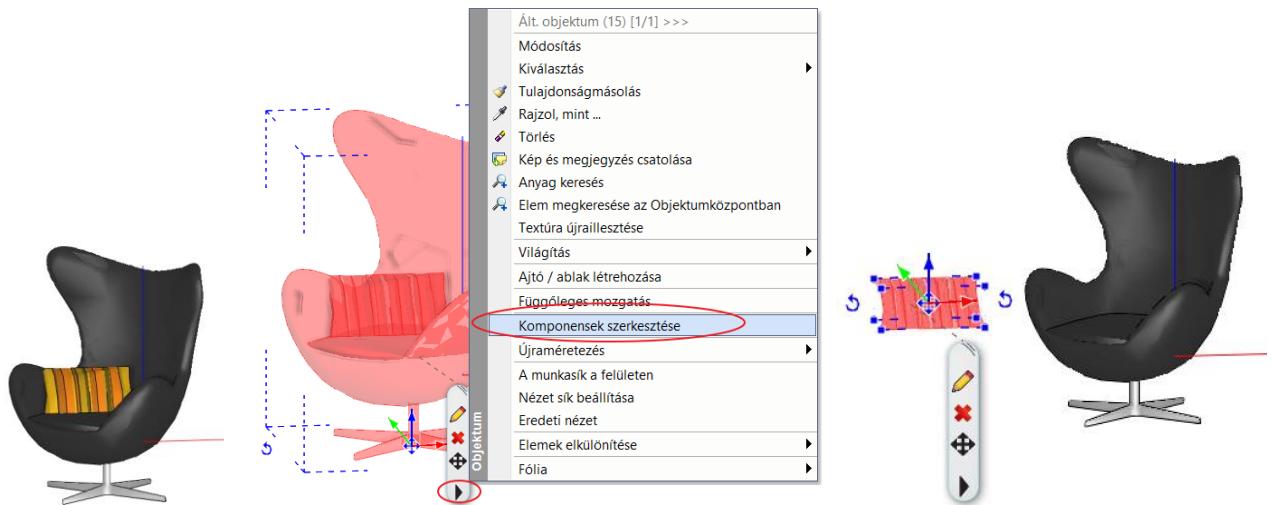 Ált. objektum (15) [1/1] >>>
Módosítás
Kiválasztás
Tulajdonságmásolás
Rajzol, mint ...
Törlés
Kép és megjegyzés csatolása
Anyag keresés
Elem megkeresése az Objektumközpontban
Textúra újraillesztése
Világítás
Ajtó / ablak létrehozása
Függőleges mozgatás
Komponensek szerkesztése
Újraméretezés
A munkasík a felületen
Nézet sík beállítása
Eredeti nézet
Elemek elkülönítése
Fólia
Objektum